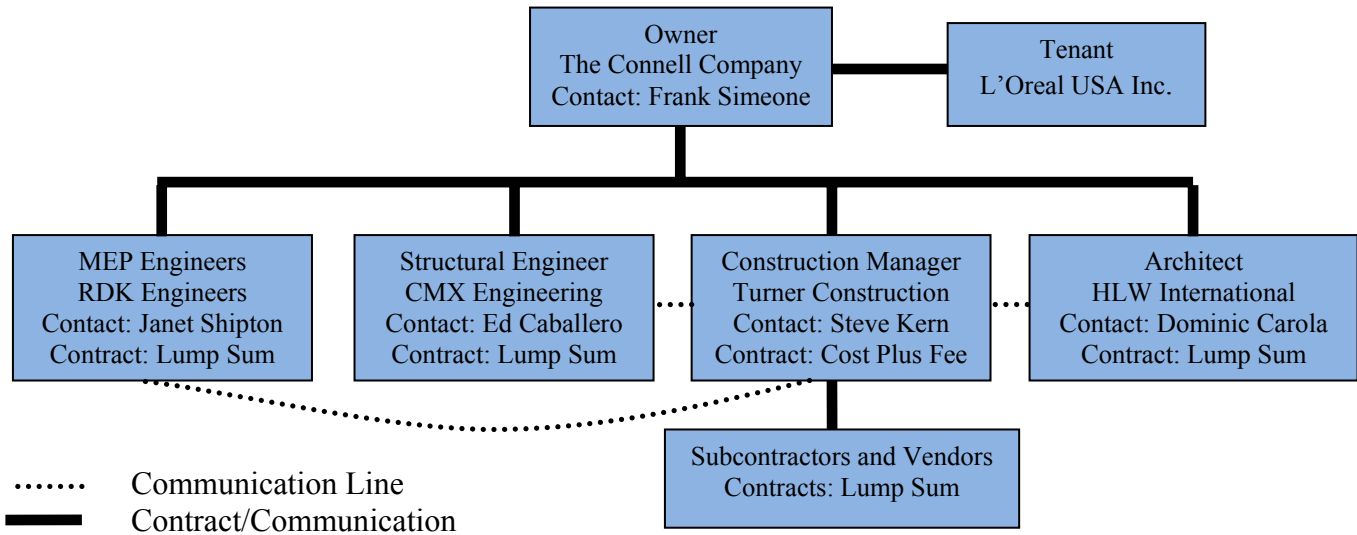 Owner
The Connell Company
Contact: Frank Simeone
Tenant
L’Oreal USA Inc.
MEP Engineers
RDK Engineers
Contact: Janet Shipton
Contract: Lump Sum
Structural Engineer
CMX Engineering
Contact: Ed Caballero
Contract: Lump Sum
Construction Manager
Turner Construction
Contact: Steve Kern
Contract: Cost Plus Fee
Architect
HLW International
Contact: Dominic Carola
Contract: Lump Sum
Subcontractors and Vendors
Contracts: Lump Sum
Communication Line
Contract/Communication